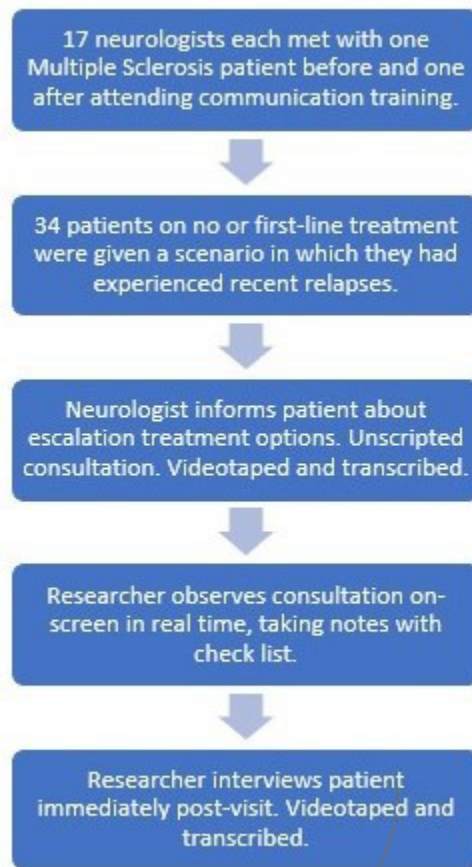 17 neurologists each met with one
Multiple Sclerosis patient before and one
after attending communication training.
34 patients on no or first-line treatment
were given a scenario in which they had
experienced recent relapses.
Neurologist informs patient about
escalation treatment options. Unscripted
consultation. Videotaped and transcribed.
Researcher observes consultation on-
screen in real time, taking notes with
check list.
Researcher interviews patient
immediately post-visit. Videotaped and
transcribed.